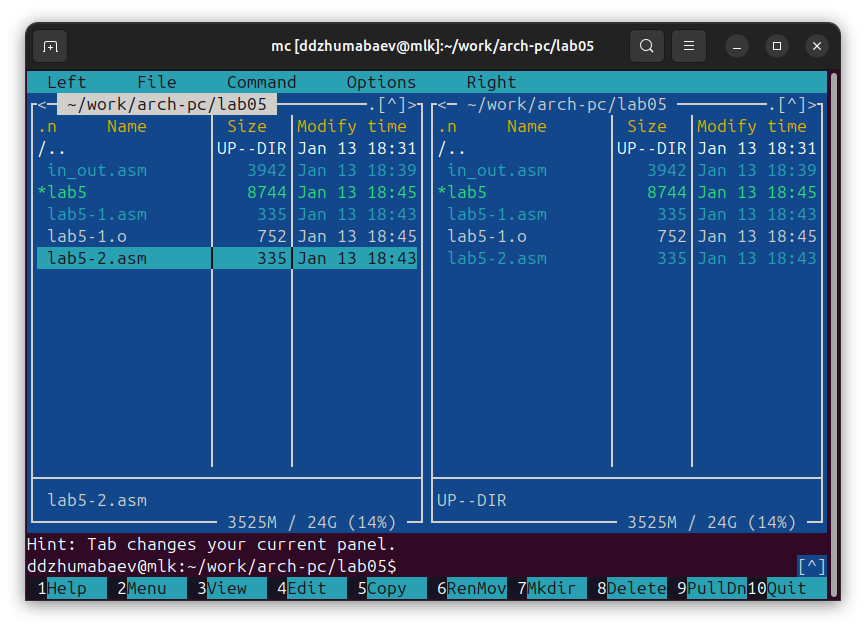 mc [ddzhumabaev@mlk]:~/work/arch-pc/lab05
Left File Command Options Right
<─ ~/work/arch-pc/lab05 ─.[^]> <─ ~/work/arch-pc/lab05 ─.[^]>
.n Name Size Modify time .n Name Size Modify time
/.. UP--DIR Jan 13 18:31 /.. UP--DIR Jan 13 18:31
in_out.asm 3942 Jan 13 18:39 in_out.asm 3942 Jan 13 18:39
*lab5 8744 Jan 13 18:45 *lab5 8744 Jan 13 18:45
lab5-1.asm 335 Jan 13 18:43 lab5-1.asm 335 Jan 13 18:43
lab5-1.o 752 Jan 13 18:45 lab5-1.o 752 Jan 13 18:45
lab5-2.asm 335 Jan 13 18:43 lab5-2.asm 335 Jan 13 18:43
lab5-2.asm UP--DIR
3525M / 24G (14%) 3525M / 24G (14%)
Hint: Tab changes your current panel.
ddzhumabaev@mlk:~/work/arch-pc/lab05$ [^]
1Help 2Menu 3View 4Edit 5Copy 6RenMov 7Mkdir 8Delete 9PullDn 10Quit